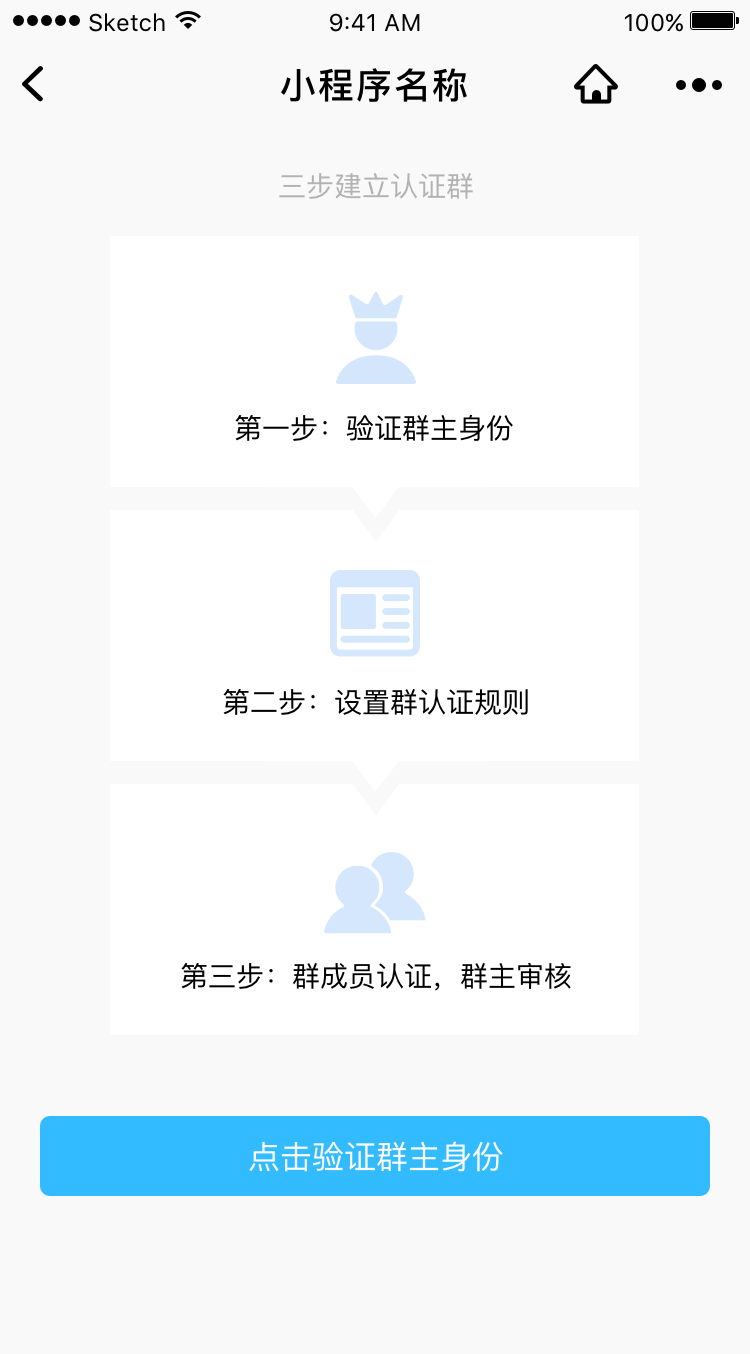 Sketch 9:41 AM 100%
小程序名称
三步建立认证群
第一步：验证群主身份
第二步：设置群认证规则
第三步：群成员认证，群主审核
点击验证群主身份